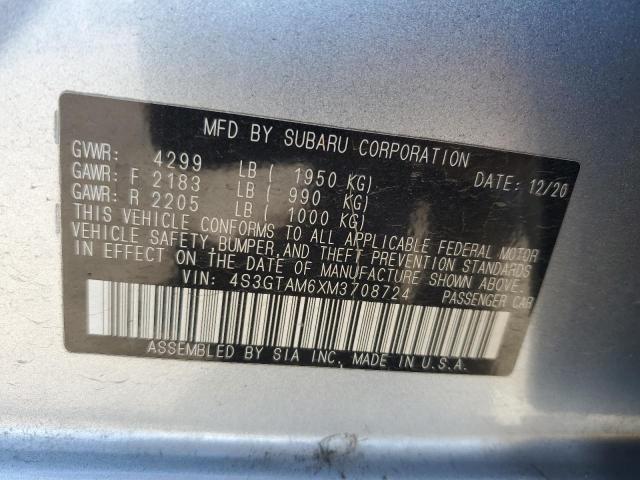 MFD BY SUBARU CORPORATION
GVWR: 4299 LB ( 1950 KG) DATE: 12/20
GAWR: F 2183 LB ( 990 KG)
GAWR: R 2205 LB ( 1000 KG)
THIS VEHICLE CONFORMS TO ALL APPLICABLE FEDERAL MOTOR
VEHICLE SAFETY, BUMPER, AND THEFT PREVENTION STANDARDS
IN EFFECT ON THE DATE OF MANUFACTURE SHOWN ABOVE.
VIN: 4S3GTAM6XM3708724 PASSENGER CAR
ASSEMBLED BY SIA INC, MADE IN U.S.A.